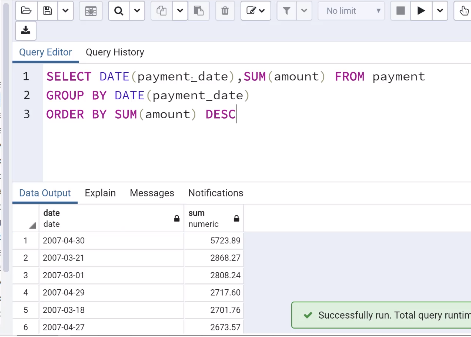 No limit
Query Editor Query History
1 SELECT DATE(payment_date),SUM(amount) FROM payment
2 GROUP BY DATE(payment_date)
3 ORDER BY SUM(amount) DESC
Data Output Explain Messages Notifications
date sum
date numeric
1 2007-04-30 5723.89
2 2007-03-21 2868.27
3 2007-03-01 2808.24
4 2007-04-29 2717.60
5 2007-03-18 2701.76
6 2007-04-27 2673.57
Successfully run. Total query runtim